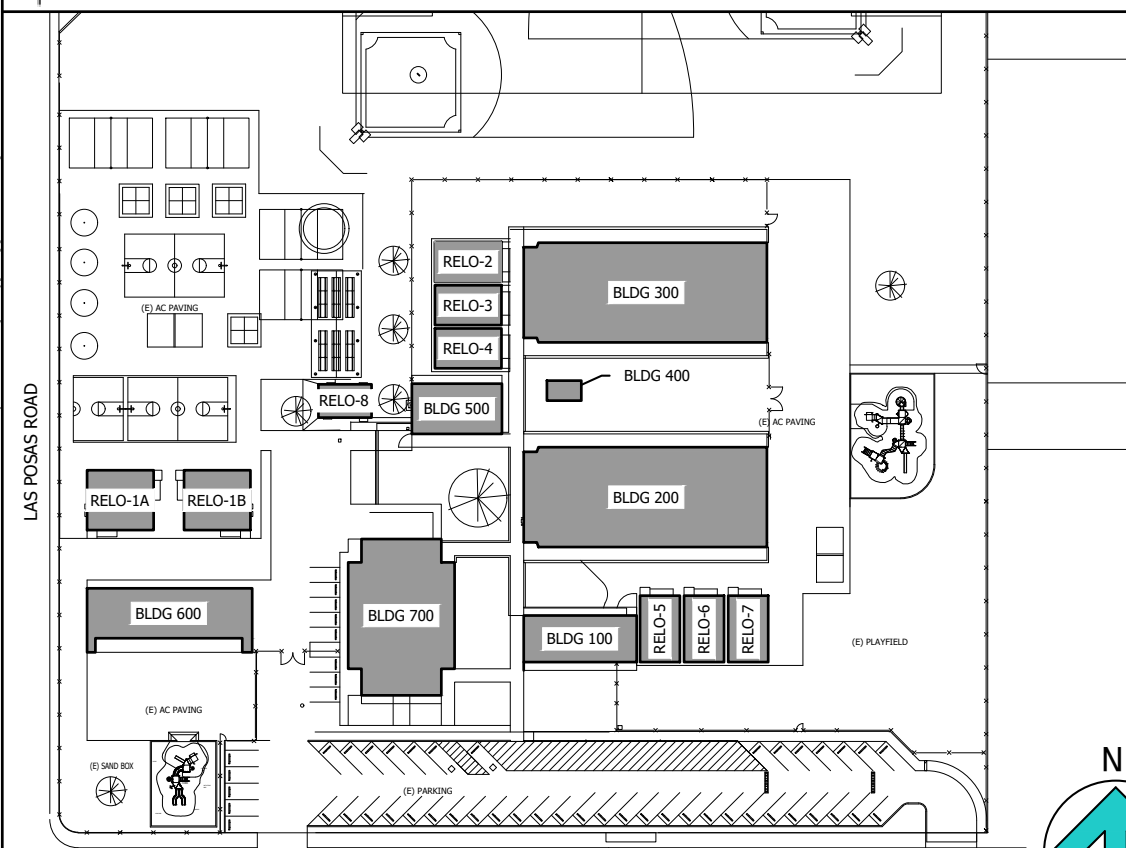 RELO-2
BLDG 300
RELO-3
(E) AC PAVING
RELO-4
BLDG 400
RELO-8
BLDG 500
(E) AC PAVING
LAS POSAS ROAD
RELO-1A
RELO-1B
BLDG 200
BLDG 600
BLDG 700
BLDG 100
RELO-5
RELO-6
RELO-7
(E) PLAYFIELD
(E) AC PAVING
(E) SAND BOX
(E) PARKING
N